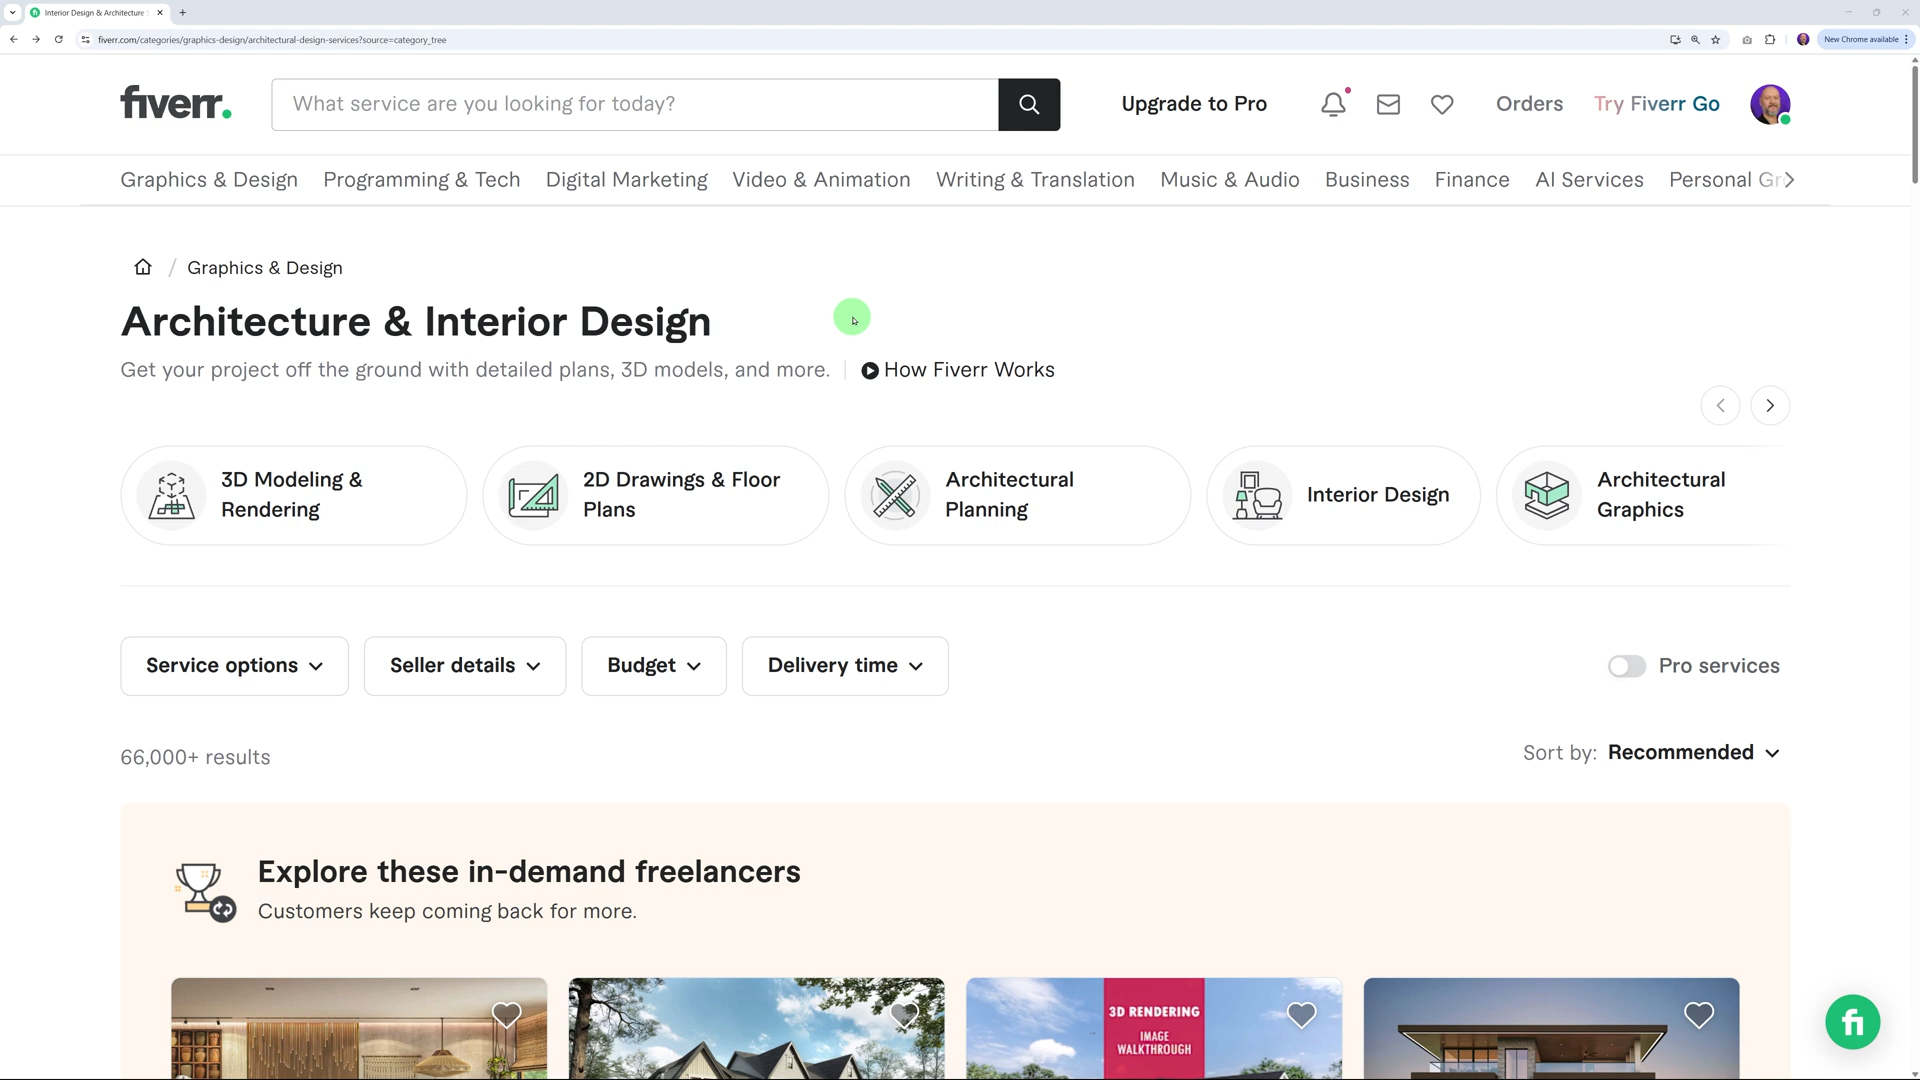 Interior Design & Architecture
fiverr.com/categories/graphics-design/architectural-design-services?source=category_tree
New Chrome available
fiverr.
What service are you looking for today?
Upgrade to Pro
Orders
Try Fiverr Go
Graphics & Design
Programming & Tech
Digital Marketing
Video & Animation
Writing & Translation
Music & Audio
Business
Finance
AI Services
Personal Gr
/ Graphics & Design
Architecture & Interior Design
Get your project off the ground with detailed plans, 3D models, and more.
How Fiverr Works
3D Modeling &
Rendering
2D Drawings & Floor
Plans
Architectural
Planning
Interior Design
Architectural
Graphics
Service options
Seller details
Budget
Delivery time
Pro services
66,000+ results
Sort by: Recommended
Explore these in-demand freelancers
Customers keep coming back for more.
3D RENDERING
IMAGE
WALKTHROUGH
fi